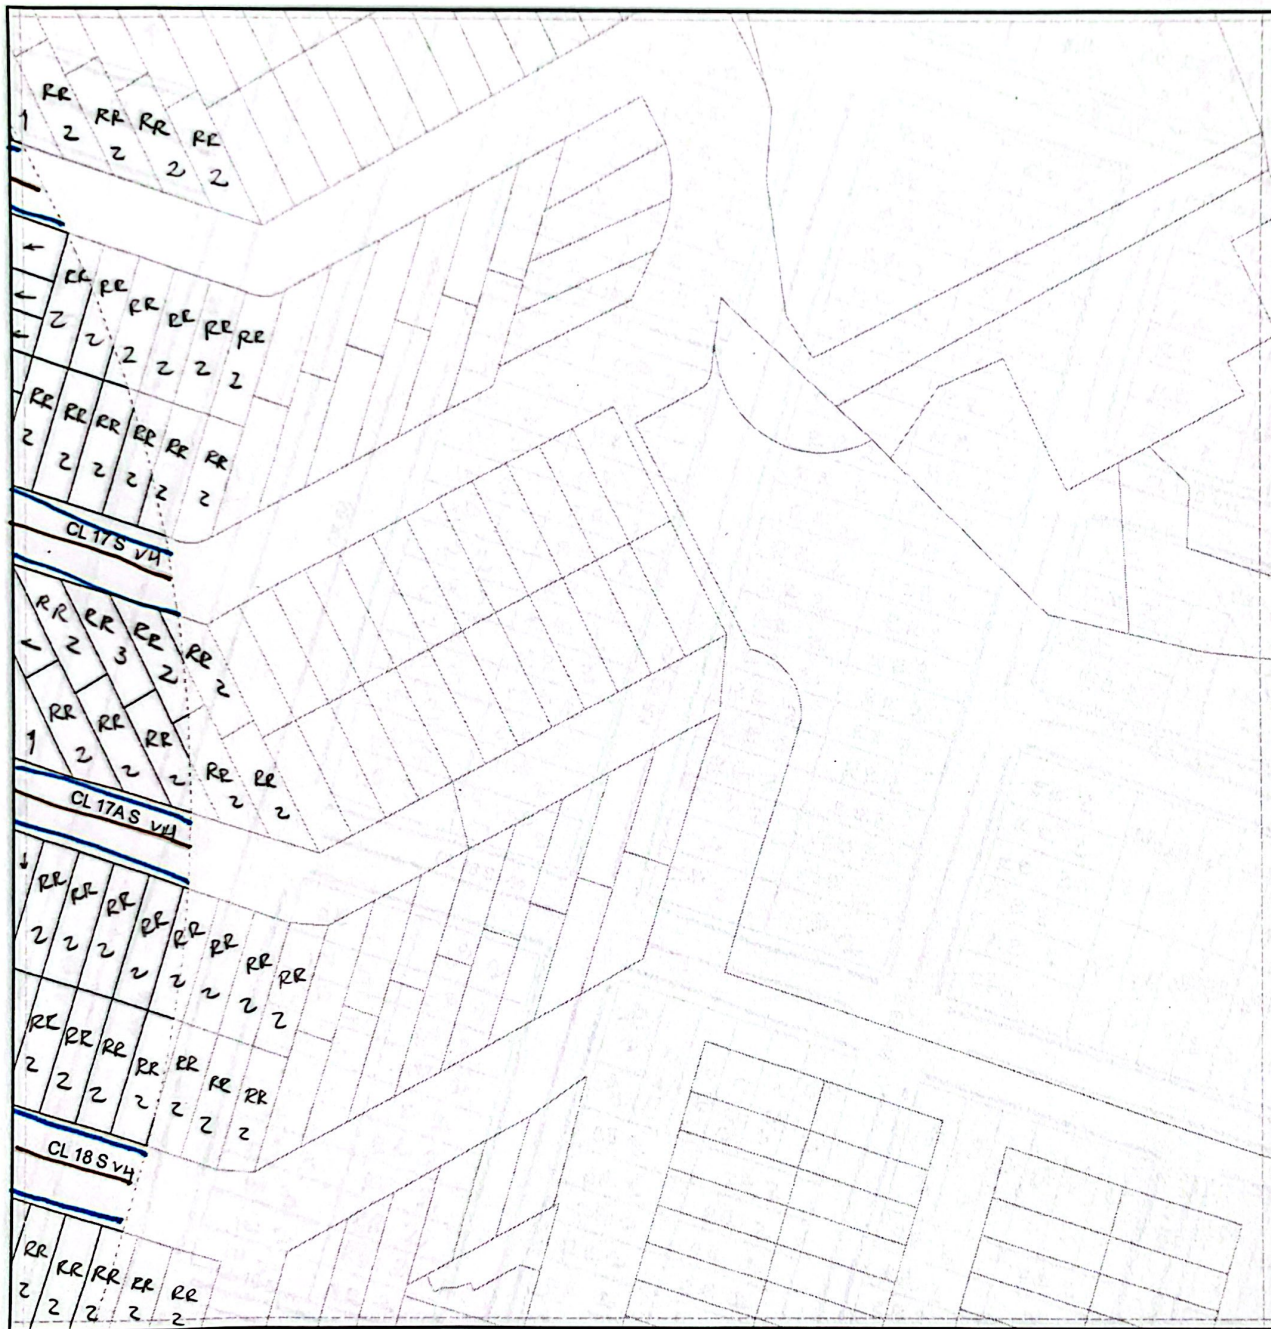 RR RR RR RR
1 2 2 2 2
← RR RR RR RR RR RR
←
← 2 2 2 2 2 2
RR RR RR RR RR RR
2 2 2 2 2 2
CL 17 S V4
RR RR RR RR
← 2 3 2 2
RR RR RR RR RR
1 2 2 2 2 2
CL 17A S V4
↓ RR RR RR RR RR RR RR RR
2 2 2 2 2 2 2 2
RR RR RR RR RR RR RR
2 2 2 2 2 2 2
CL 18 S V4
RR RR RR RR RR
2 2 2 2 2